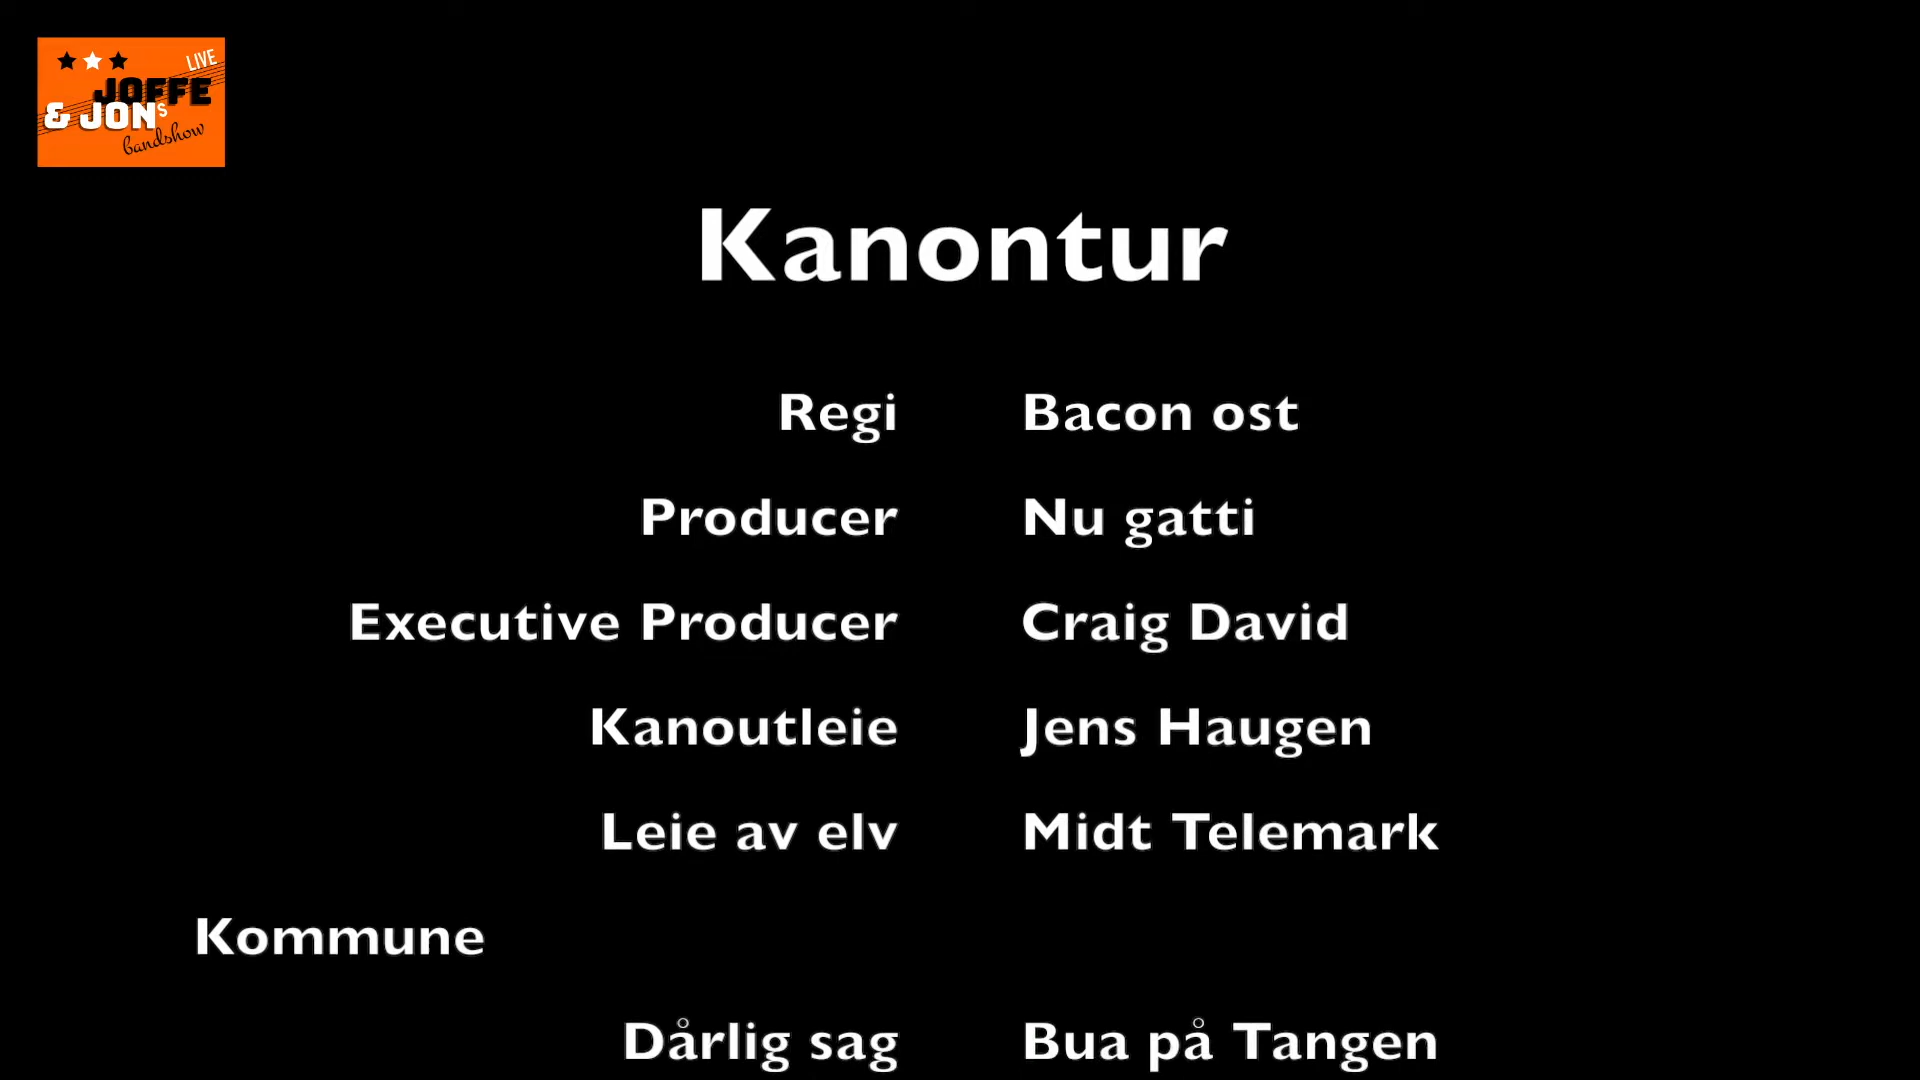 LIVE
JOFFE
& JONs
bandshow
Kanontur
Regi Bacon ost
Producer Nu gatti
Executive Producer Craig David
Kanoutleie Jens Haugen
Leie av elv Midt Telemark
Kommune
Dårlig sag Bua på Tangen